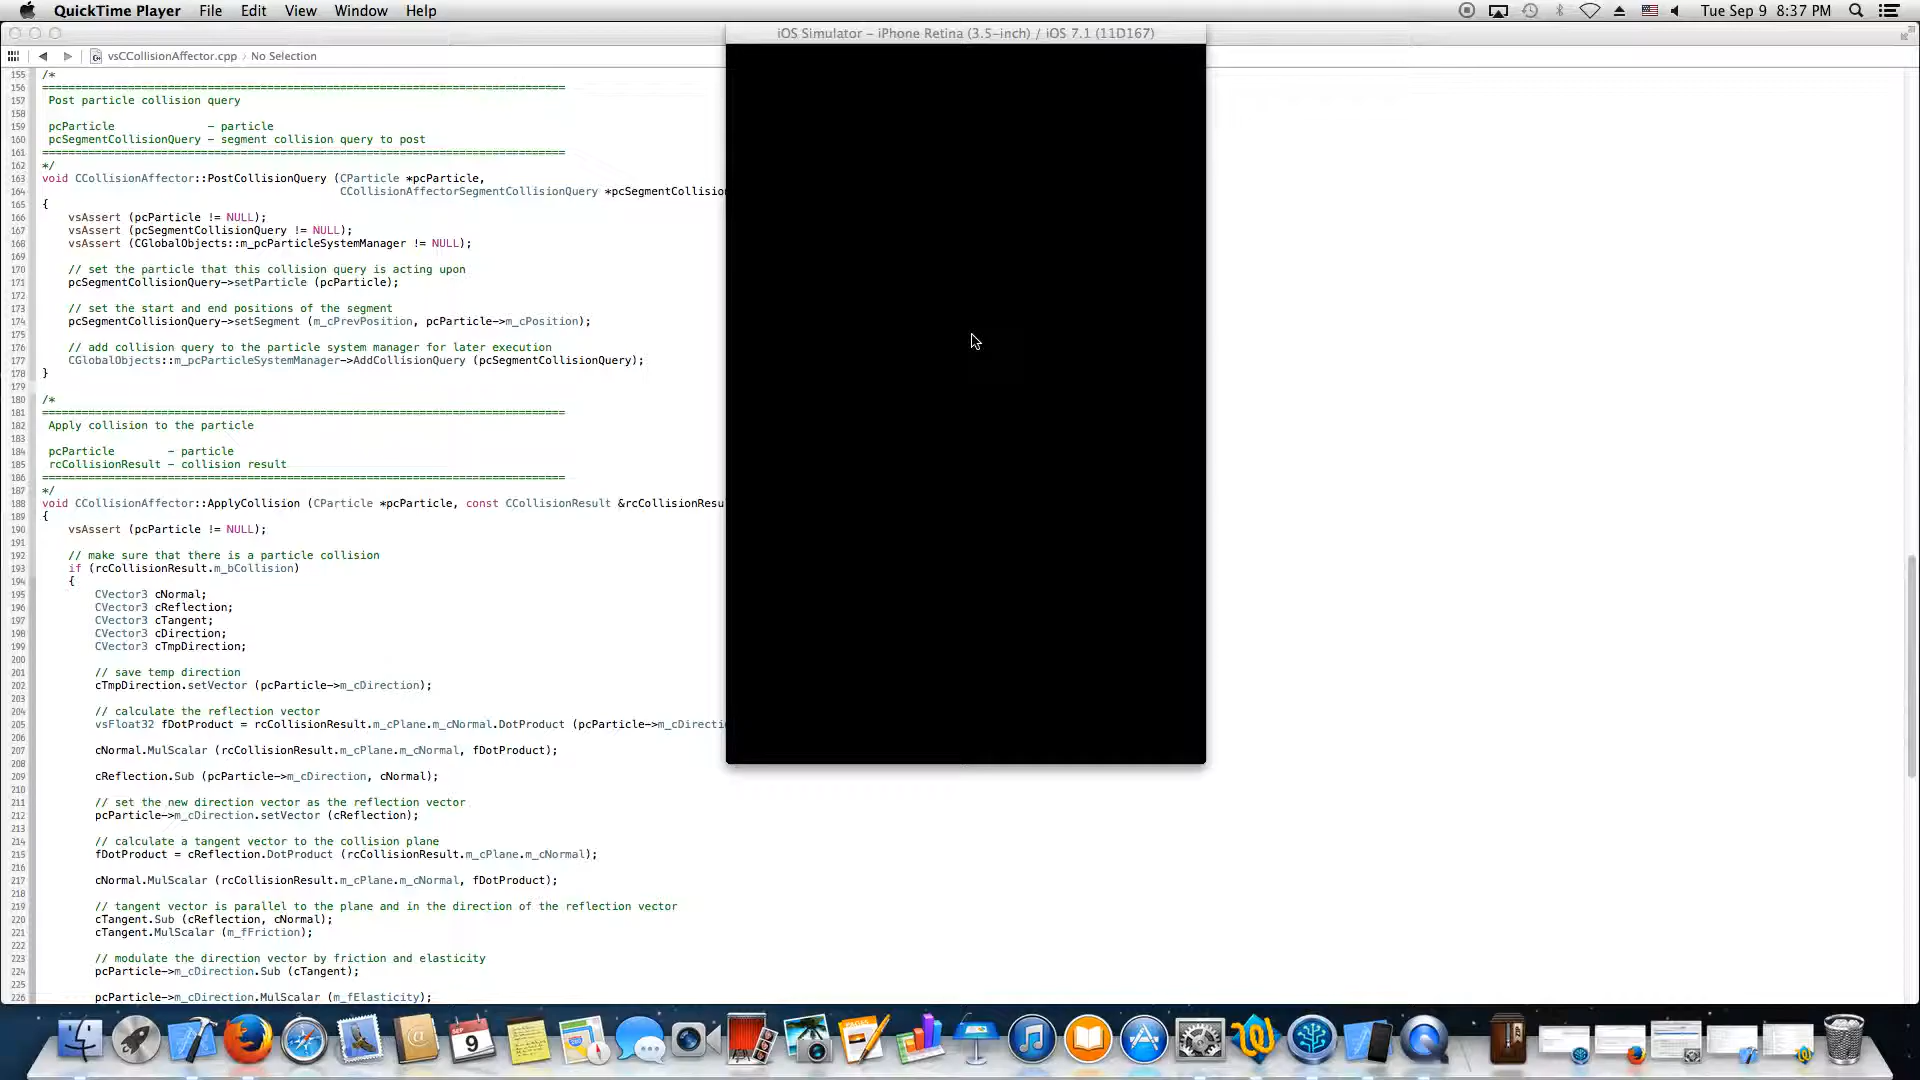 QuickTime Player File Edit View Window Help Tue Sep 9 8:37 PM
iOS Simulator – iPhone Retina (3.5-inch) / iOS 7.1 (11D167)
vsCCollisionAffector.cpp No Selection
155 /*
156 ===============================================================================
157 Post particle collision query
158
159 pcParticle – particle
160 pcSegmentCollisionQuery – segment collision query to post
161 ===============================================================================
162 */
163 void CCollisionAffector::PostCollisionQuery (CParticle *pcParticle,
164 CCollisionAffectorSegmentCollisionQuery *pcSegmentCollision
165 {
166 vsAssert (pcParticle != NULL);
167 vsAssert (pcSegmentCollisionQuery != NULL);
168 vsAssert (CGlobalObjects::m_pcParticleSystemManager != NULL);
169
170 // set the particle that this collision query is acting upon
171 pcSegmentCollisionQuery->setParticle (pcParticle);
172
173 // set the start and end positions of the segment
174 pcSegmentCollisionQuery->setSegment (m_cPrevPosition, pcParticle->m_cPosition);
175
176 // add collision query to the particle system manager for later execution
177 CGlobalObjects::m_pcParticleSystemManager->AddCollisionQuery (pcSegmentCollisionQuery);
178 }
179
180 /*
181 ===============================================================================
182 Apply collision to the particle
183
184 pcParticle – particle
185 rcCollisionResult – collision result
186 ===============================================================================
187 */
188 void CCollisionAffector::ApplyCollision (CParticle *pcParticle, const CCollisionResult &rcCollisionResu
189 {
190 vsAssert (pcParticle != NULL);
191
192 // make sure that there is a particle collision
193 if (rcCollisionResult.m_bCollision)
194 {
195 CVector3 cNormal;
196 CVector3 cReflection;
197 CVector3 cTangent;
198 CVector3 cDirection;
199 CVector3 cTmpDirection;
200
201 // save temp direction
202 cTmpDirection.setVector (pcParticle->m_cDirection);
203
204 // calculate the reflection vector
205 vsFloat32 fDotProduct = rcCollisionResult.m_cPlane.m_cNormal.DotProduct (pcParticle->m_cDirecti
206
207 cNormal.MulScalar (rcCollisionResult.m_cPlane.m_cNormal, fDotProduct);
208
209 cReflection.Sub (pcParticle->m_cDirection, cNormal);
210
211 // set the new direction vector as the reflection vector
212 pcParticle->m_cDirection.setVector (cReflection);
213
214 // calculate a tangent vector to the collision plane
215 fDotProduct = cReflection.DotProduct (rcCollisionResult.m_cPlane.m_cNormal);
216
217 cNormal.MulScalar (rcCollisionResult.m_cPlane.m_cNormal, fDotProduct);
218
219 // tangent vector is parallel to the plane and in the direction of the reflection vector
220 cTangent.Sub (cReflection, cNormal);
221 cTangent.MulScalar (m_fFriction);
222
223 // modulate the direction vector by friction and elasticity
224 pcParticle->m_cDirection.Sub (cTangent);
225
226 pcParticle->m_cDirection.MulScalar (m_fElasticity);
SEP
9